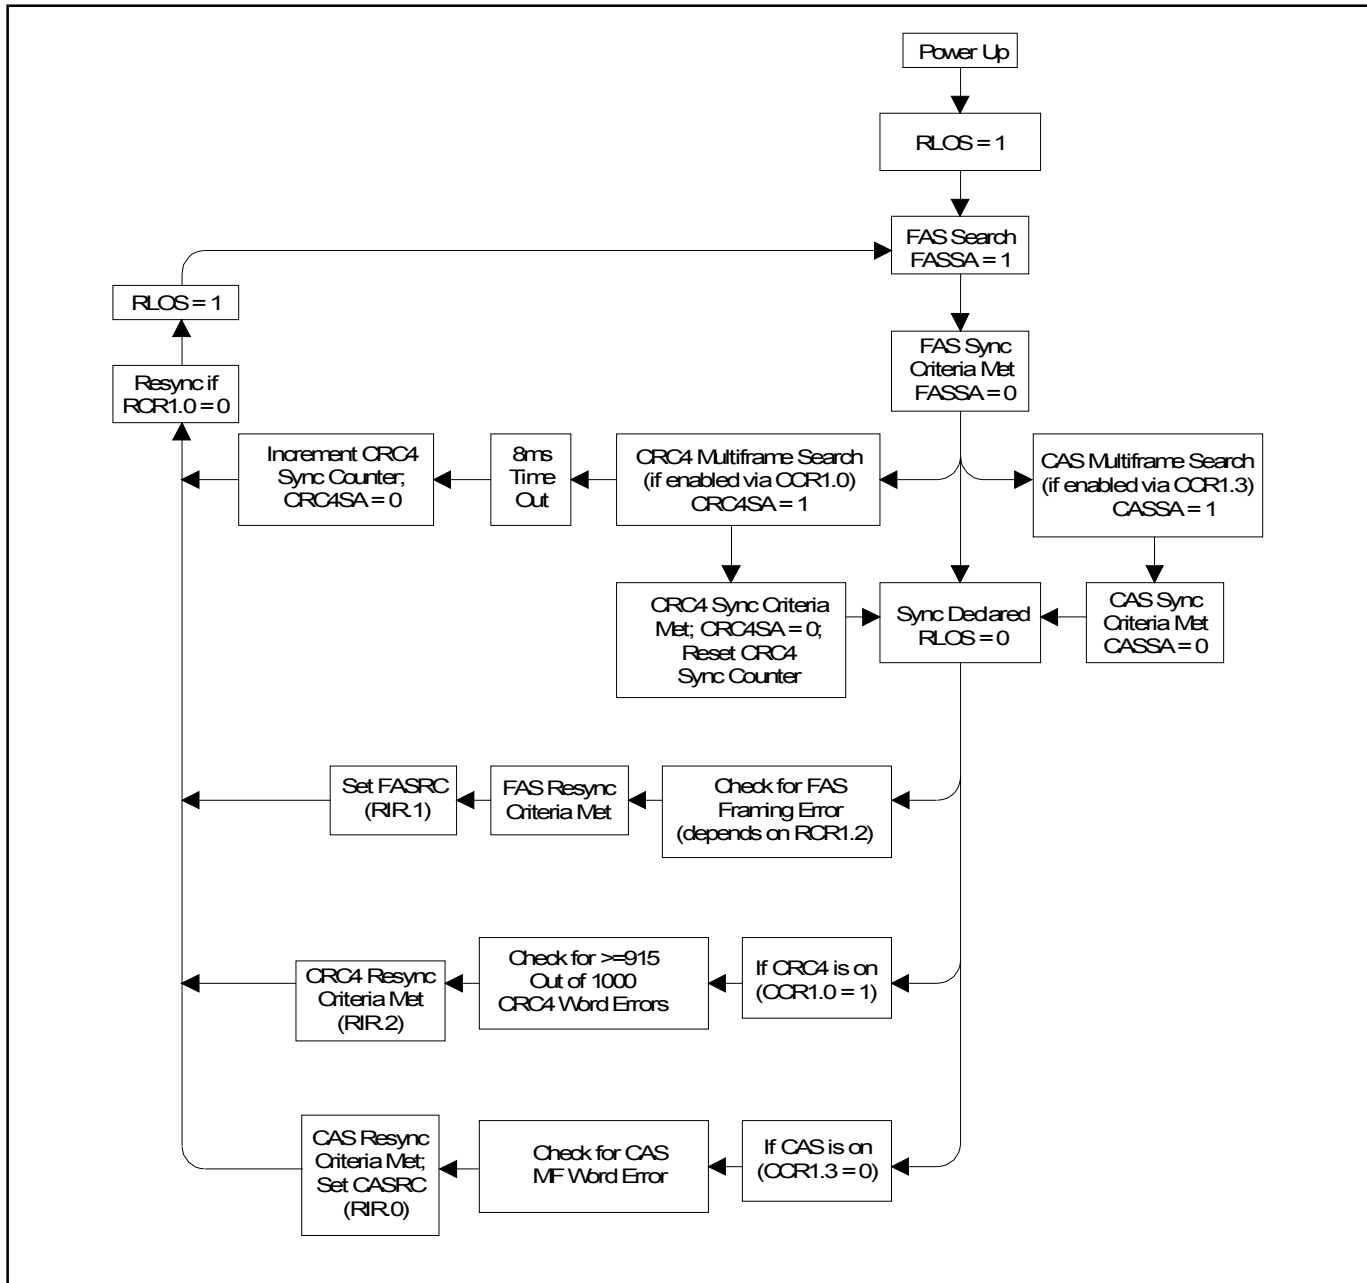 Power Up
RLOS = 1
FAS Search
FASSA = 1
RLOS = 1
FAS Sync
Criteria Met
FASSA = 0
Resync if
RCR1.0 = 0
Increment CRC4
Sync Counter;
CRC4SA = 0
8ms
Time
Out
CRC4 Multiframe Search
(if enabled via CCR1.0)
CRC4SA = 1
CAS Multiframe Search
(if enabled via CCR1.3)
CASSA = 1
CRC4 Sync Criteria
Met; CRC4SA = 0;
Reset CRC4
Sync Counter
Sync Declared
RLOS = 0
CAS Sync
Criteria Met
CASSA = 0
Set FASRC
(RIR.1)
FAS Resync
Criteria Met
Check for FAS
Framing Error
(depends on RCR1.2)
CRC4 Resync
Criteria Met
(RIR.2)
Check for >=915
Out of 1000
CRC4 Word Errors
If CRC4 is on
(CCR1.0 = 1)
CAS Resync
Criteria Met;
Set CASRC
(RIR.0)
Check for CAS
MF Word Error
If CAS is on
(CCR1.3 = 0)